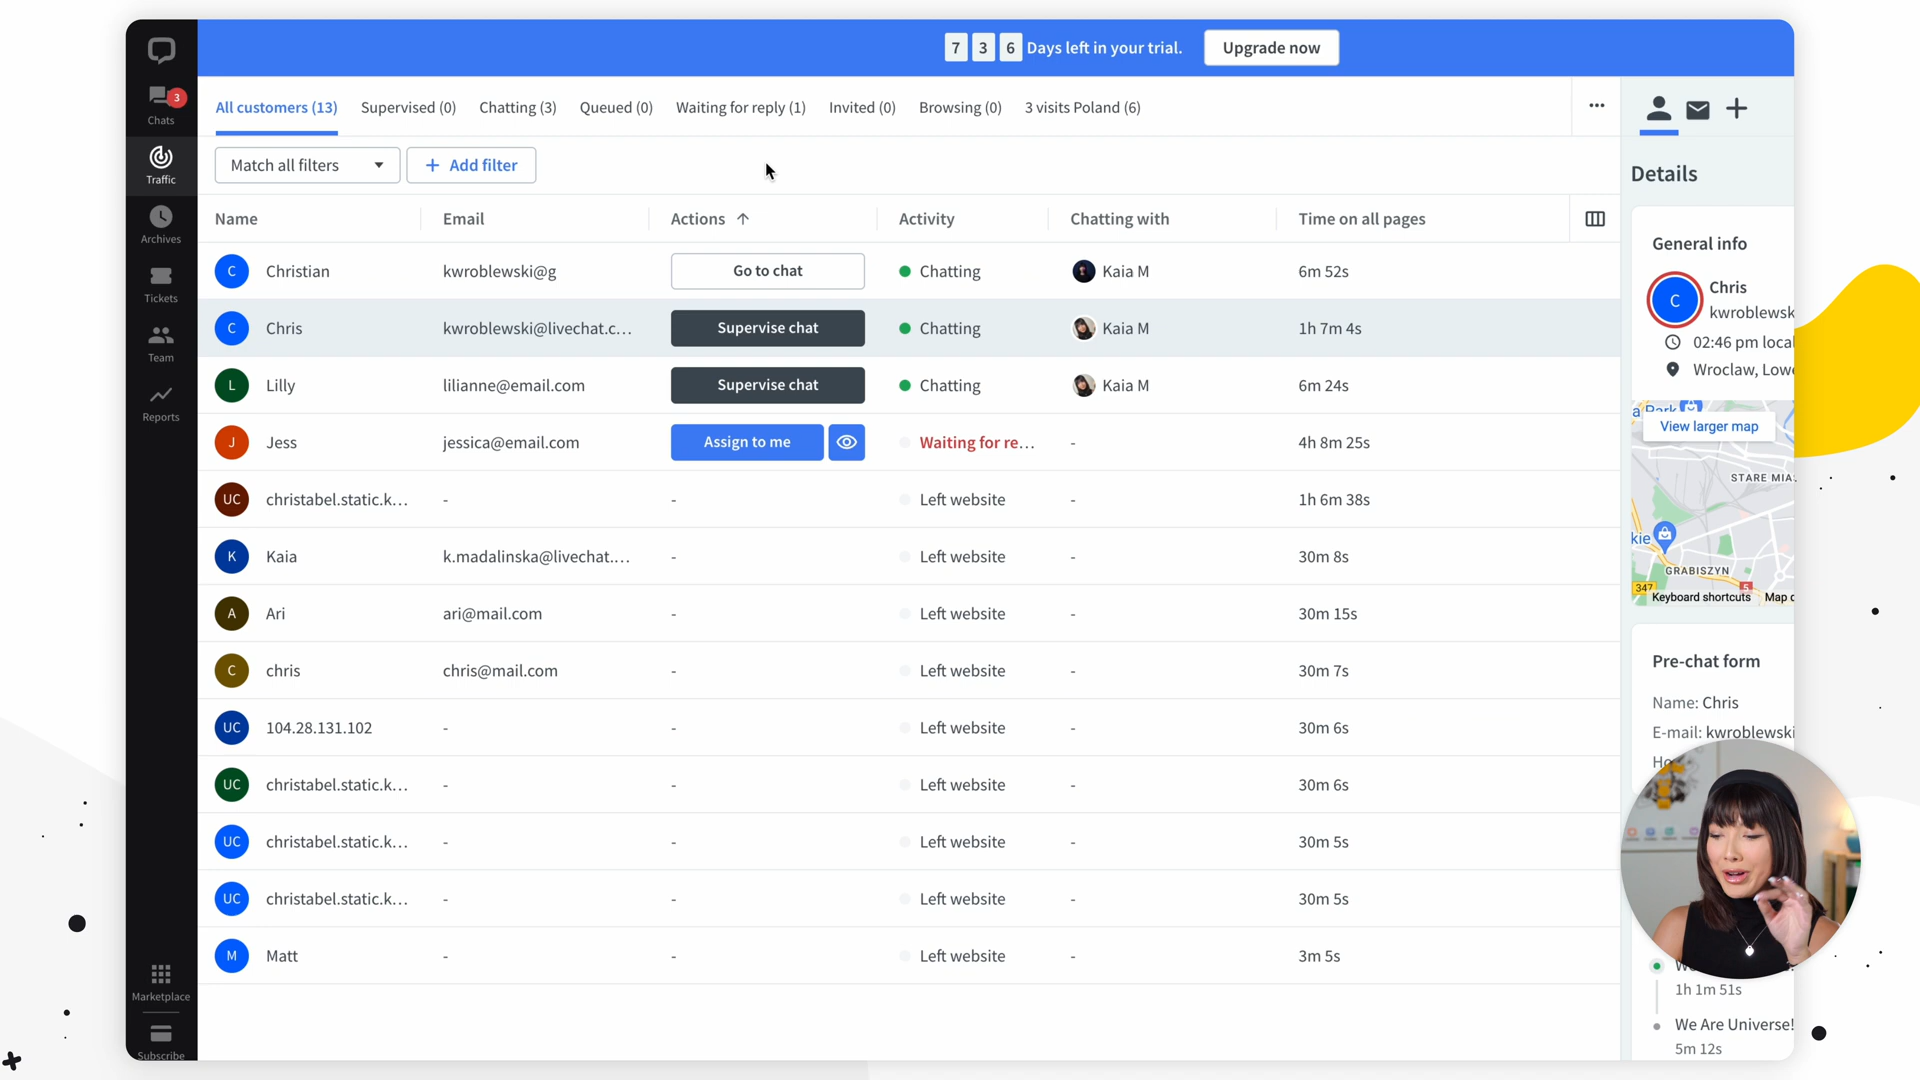 7 3 6 Days left in your trial. Upgrade now
3
Chats
Traffic
Archives
Tickets
Team
Reports
Marketplace
Subscribe
All customers (13) Supervised (0) Chatting (3) Queued (0) Waiting for reply (1) Invited (0) Browsing (0) 3 visits Poland (6)
Match all filters + Add filter
Name Email Actions Activity Chatting with Time on all pages
C Christian kwroblewski@g Go to chat Chatting Kaia M 6m 52s
C Chris kwroblewski@livechat.c... Supervise chat Chatting Kaia M 1h 7m 4s
L Lilly lilianne@email.com Supervise chat Chatting Kaia M 6m 24s
J Jess jessica@email.com Assign to me Waiting for re... - 4h 8m 25s
UC christabel.static.k... - - Left website - 1h 6m 38s
K Kaia k.madalinska@livechat.... - Left website - 30m 8s
A Ari ari@mail.com - Left website - 30m 15s
C chris chris@mail.com - Left website - 30m 7s
UC 104.28.131.102 - - Left website - 30m 6s
UC christabel.static.k... - - Left website - 30m 6s
UC christabel.static.k... - - Left website - 30m 5s
UC christabel.static.k... - - Left website - 30m 5s
M Matt - - Left website - 3m 5s
Details
General info
C Chris
kwroblewsk
02:46 pm loca
Wroclaw, Low
a Park
View larger map
STARE MIA
kie
GRABISZYN
347 5
Keyboard shortcuts Map
Pre-chat form
Name: Chris
E-mail: kwroblewski
1h 1m 51s
We Are Universe!
5m 12s